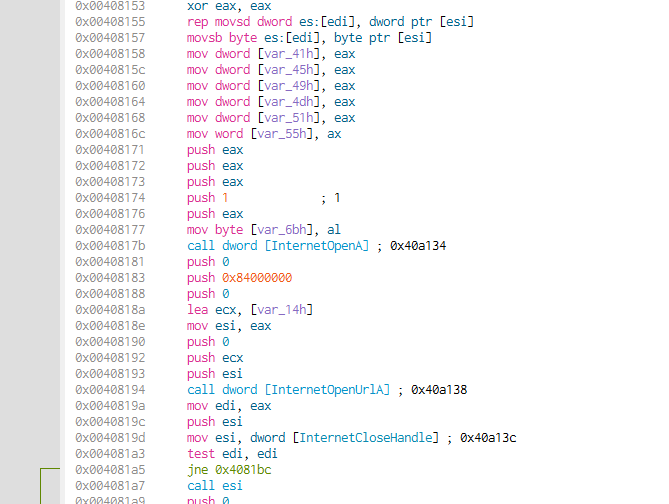 0x00408153 xor eax, eax
0x00408155 rep movsd dword es:[edi], dword ptr [esi]
0x00408157 movsb byte es:[edi], byte ptr [esi]
0x00408158 mov dword [var_41h], eax
0x0040815c mov dword [var_45h], eax
0x00408160 mov dword [var_49h], eax
0x00408164 mov dword [var_4dh], eax
0x00408168 mov dword [var_51h], eax
0x0040816c mov word [var_55h], ax
0x00408171 push eax
0x00408172 push eax
0x00408173 push eax
0x00408174 push 1 ; 1
0x00408176 push eax
0x00408177 mov byte [var_6bh], al
0x0040817b call dword [InternetOpenA] ; 0x40a134
0x00408181 push 0
0x00408183 push 0x84000000
0x00408188 push 0
0x0040818a lea ecx, [var_14h]
0x0040818e mov esi, eax
0x00408190 push 0
0x00408192 push ecx
0x00408193 push esi
0x00408194 call dword [InternetOpenUrlA] ; 0x40a138
0x0040819a mov edi, eax
0x0040819c push esi
0x0040819d mov esi, dword [InternetCloseHandle] ; 0x40a13c
0x004081a3 test edi, edi
0x004081a5 jne 0x4081bc
0x004081a7 call esi
0x004081a9 push 0